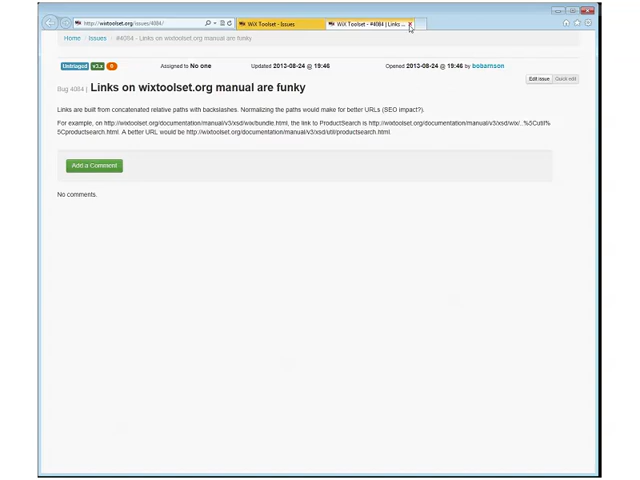 http://wixtoolset.org/issues/4084/
WiX Toolset - Issues
WiX Toolset - #4084 | Links ...
Home
Issues
#4084 - Links on wixtoolset.org manual are funky
Untriaged v3.x 0
Assigned to No one
Updated 2013-08-24 @ 19:46
Opened 2013-08-24 @ 19:46 by bobarnson
Edit issue Quick edit
Bug 4084 | Links on wixtoolset.org manual are funky
Links are built from concatenated relative paths with backslashes. Normalizing the paths would make for better URLs (SEO impact?).
For example, on http://wixtoolset.org/documentation/manual/v3/xsd/wix/bundle.html, the link to ProductSearch is http://wixtoolset.org/documentation/manual/v3/xsd/wix/..%5Cutil%
5Cproductsearch.html. A better URL would be http://wixtoolset.org/documentation/manual/v3/xsd/util/productsearch.html.
Add a Comment
No comments.